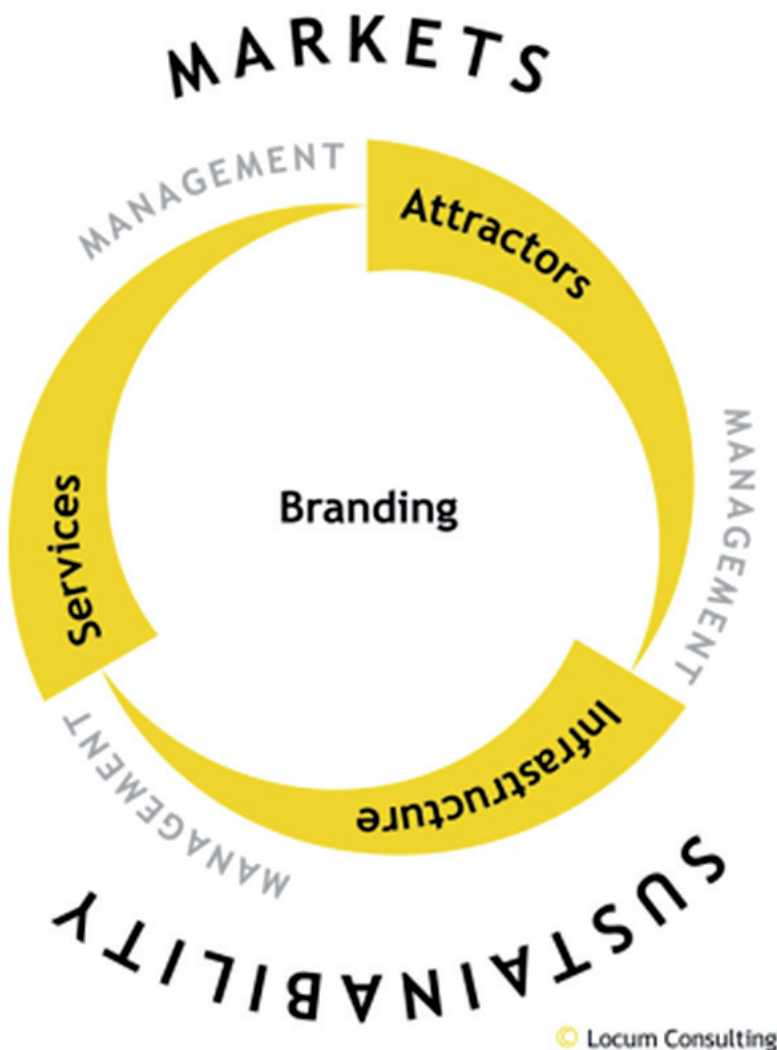 MARKETS
MANAGEMENT
Attractors
MANAGEMENT
Branding
Services
Infrastructure
MANAGEMENT
SUSTAINABILITY
© Locum Consulting